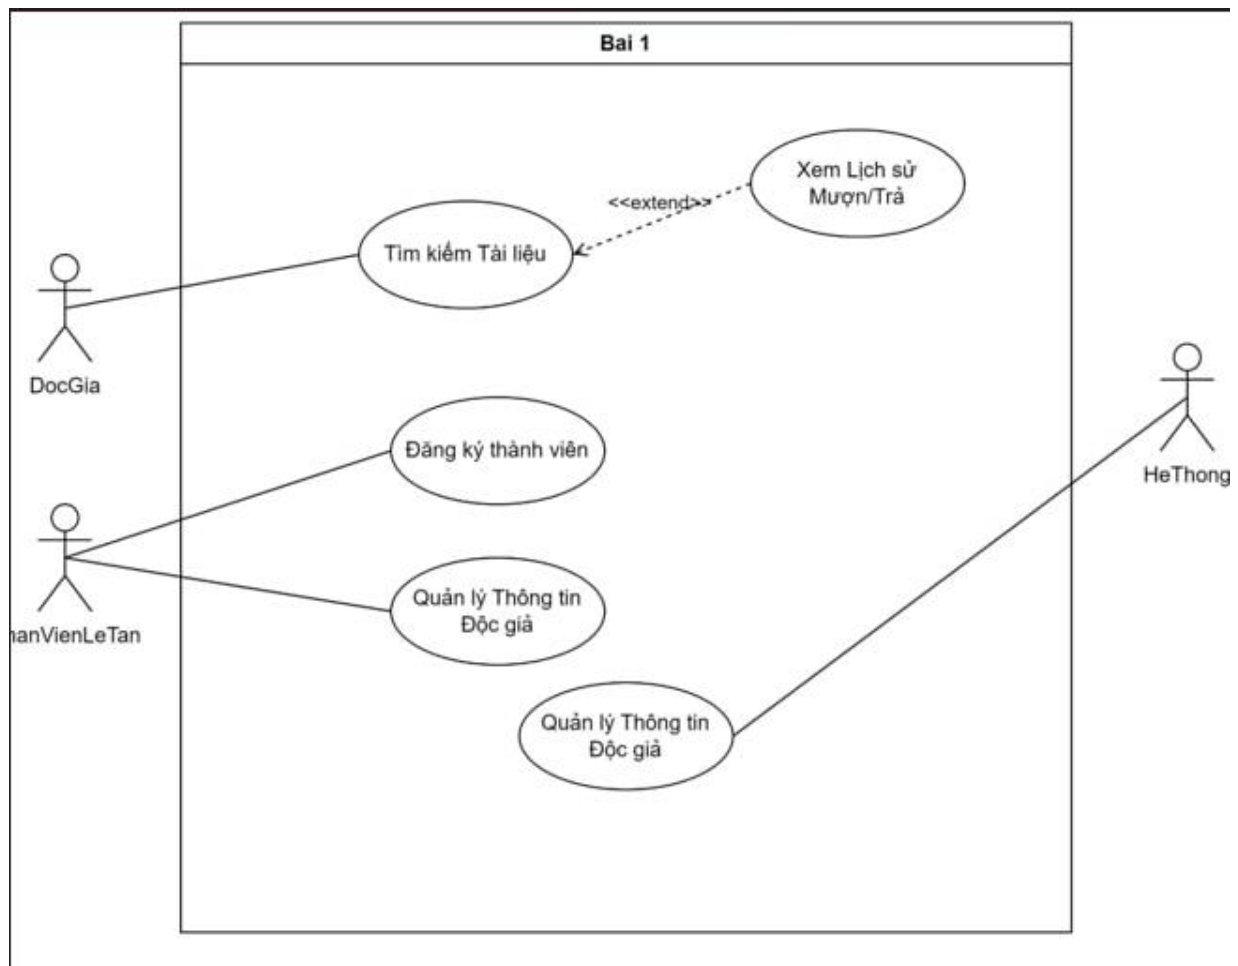 Bai 1
Xem Lịch sử
Mượn/Trả
<<extend>>
Tìm kiếm Tài liệu
DocGia
Đăng ký thành viên
HeThong
Quản lý Thông tin
Độc giả
hanVienLeTan
Quản lý Thông tin
Độc giả